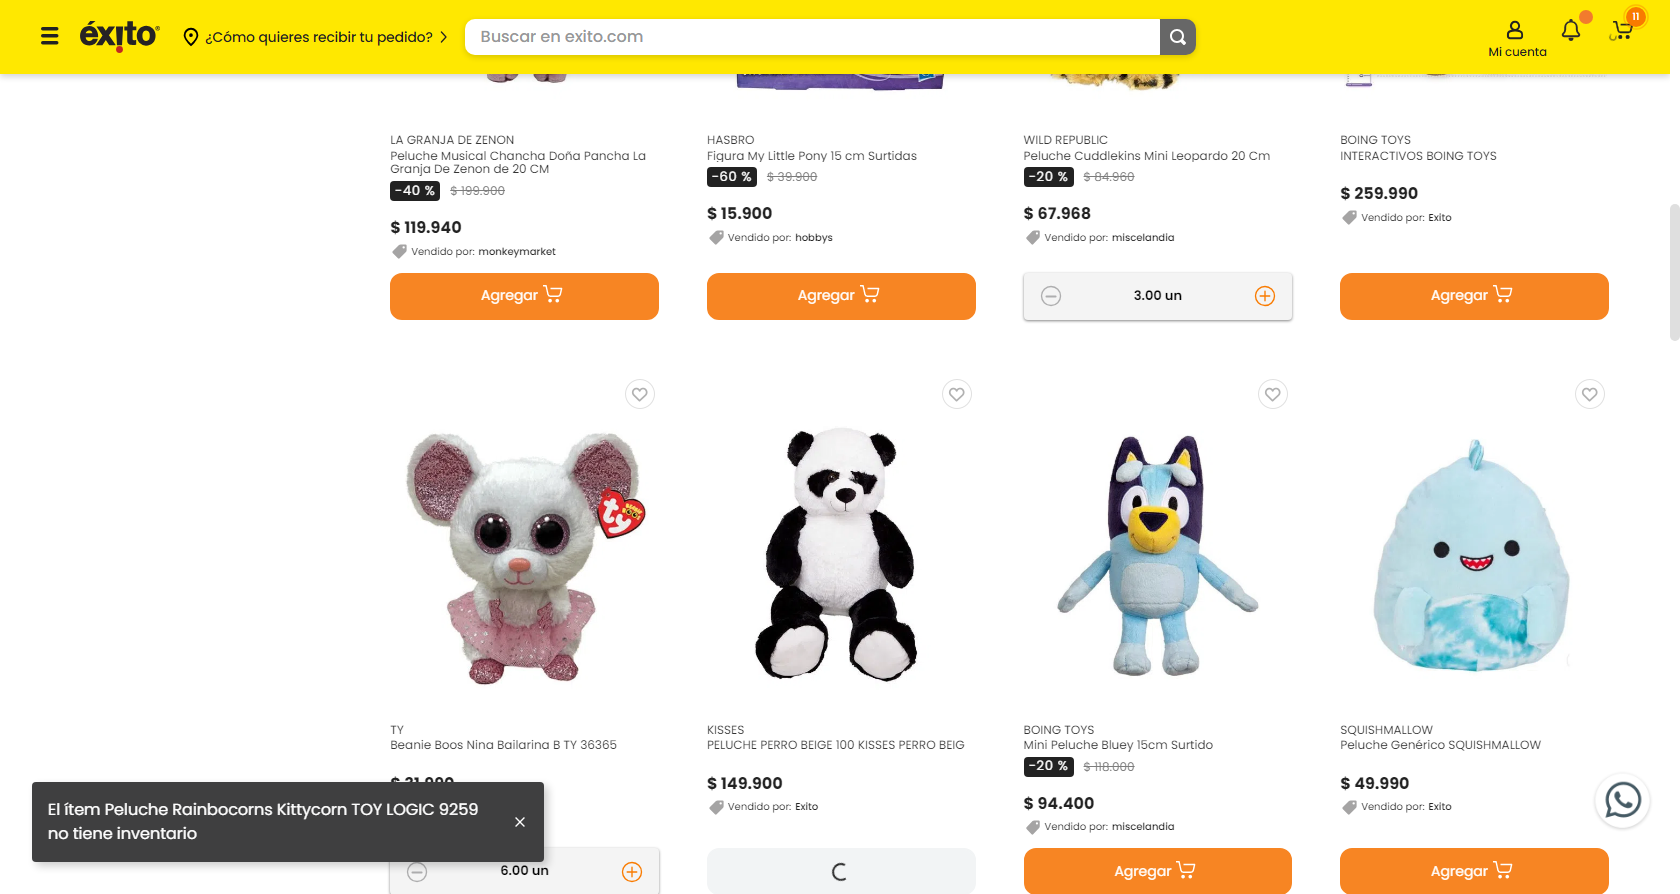 éxito
¿Cómo quieres recibir tu pedido?
Buscar en exito.com
Mi cuenta
11
LA GRANJA DE ZENON
Peluche Musical Chancha Doña Pancha La
Granja De Zenon de 20 CM
-40 % $ 199.900
$ 119.940
Vendido por: monkeymarket
Agregar
HASBRO
Figura My Little Pony 15 cm Surtidas
-60 % $ 39.900
$ 15.900
Vendido por: hobbys
Agregar
WILD REPUBLIC
Peluche Cuddlekins Mini Leopardo 20 Cm
-20 % $ 84.960
$ 67.968
Vendido por: miscelandia
3.00 un
BOING TOYS
INTERACTIVOS BOING TOYS
$ 259.990
Vendido por: Exito
Agregar
ty
TY
Beanie Boos Nina Bailarina B TY 36365
$ 31.990
6.00 un
KISSES
PELUCHE PERRO BEIGE 100 KISSES PERRO BEIG
$ 149.900
Vendido por: Exito
BOING TOYS
Mini Peluche Bluey 15cm Surtido
-20 % $ 118.000
$ 94.400
Vendido por: miscelandia
Agregar
SQUISHMALLOW
Peluche Genérico SQUISHMALLOW
$ 49.990
Vendido por: Exito
Agregar
El ítem Peluche Rainbocorns Kittycorn TOY LOGIC 9259
no tiene inventario